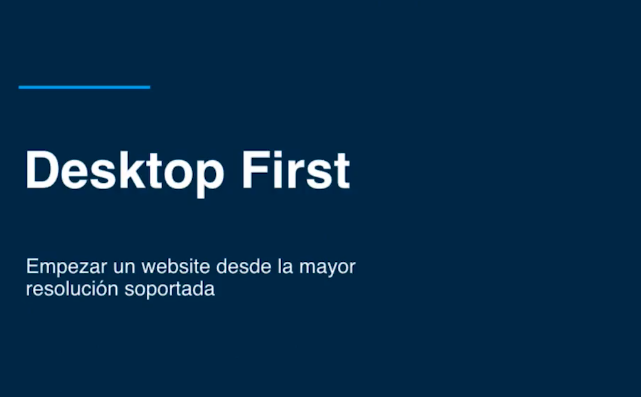 Desktop First
Empezar un website desde la mayor
resolución soportada